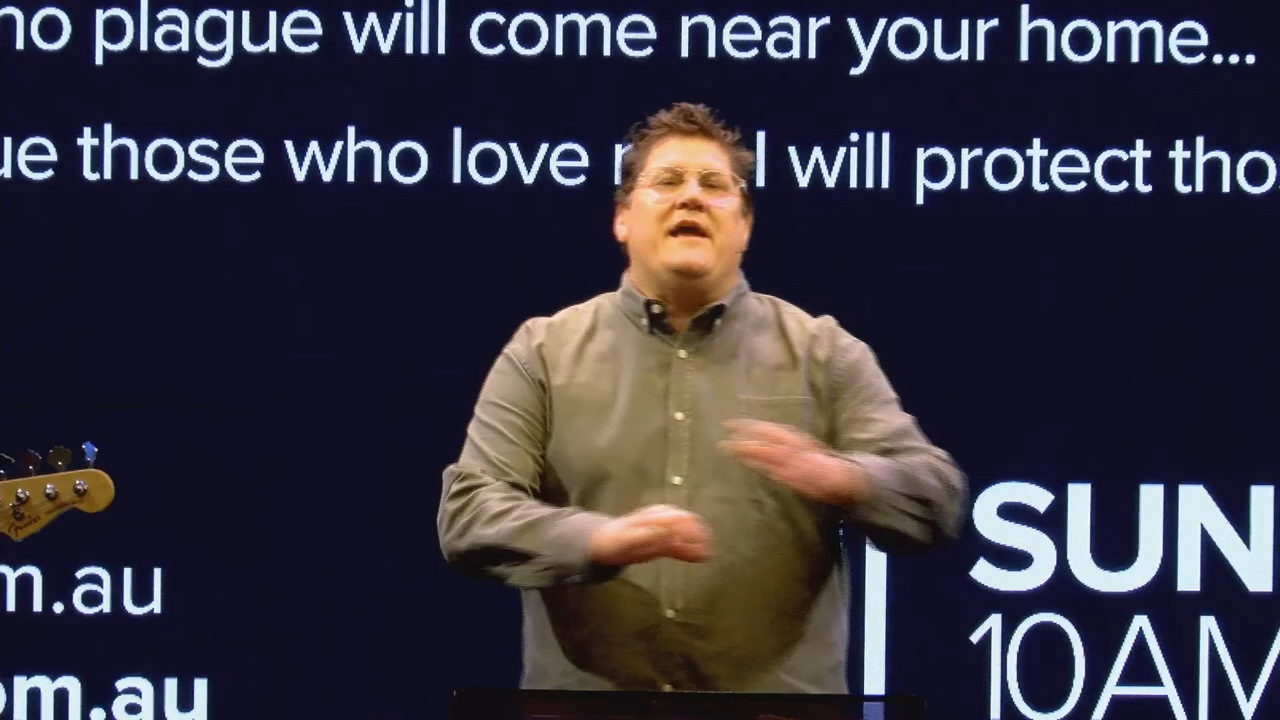 no plague will come near your home...
ue those who love I will protect tho
Fender
m.au
om.au
SUN
10AM